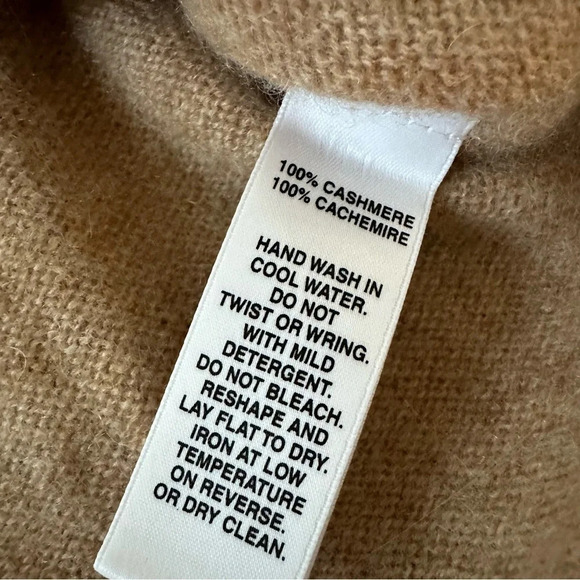 100% CASHMERE
100% CACHEMIRE
HAND WASH IN
COOL WATER.
DO NOT
TWIST OR WRING.
WITH MILD
DETERGENT.
DO NOT BLEACH.
RESHAPE AND
LAY FLAT TO DRY.
IRON AT LOW
TEMPERATURE
ON REVERSE.
OR DRY CLEAN.